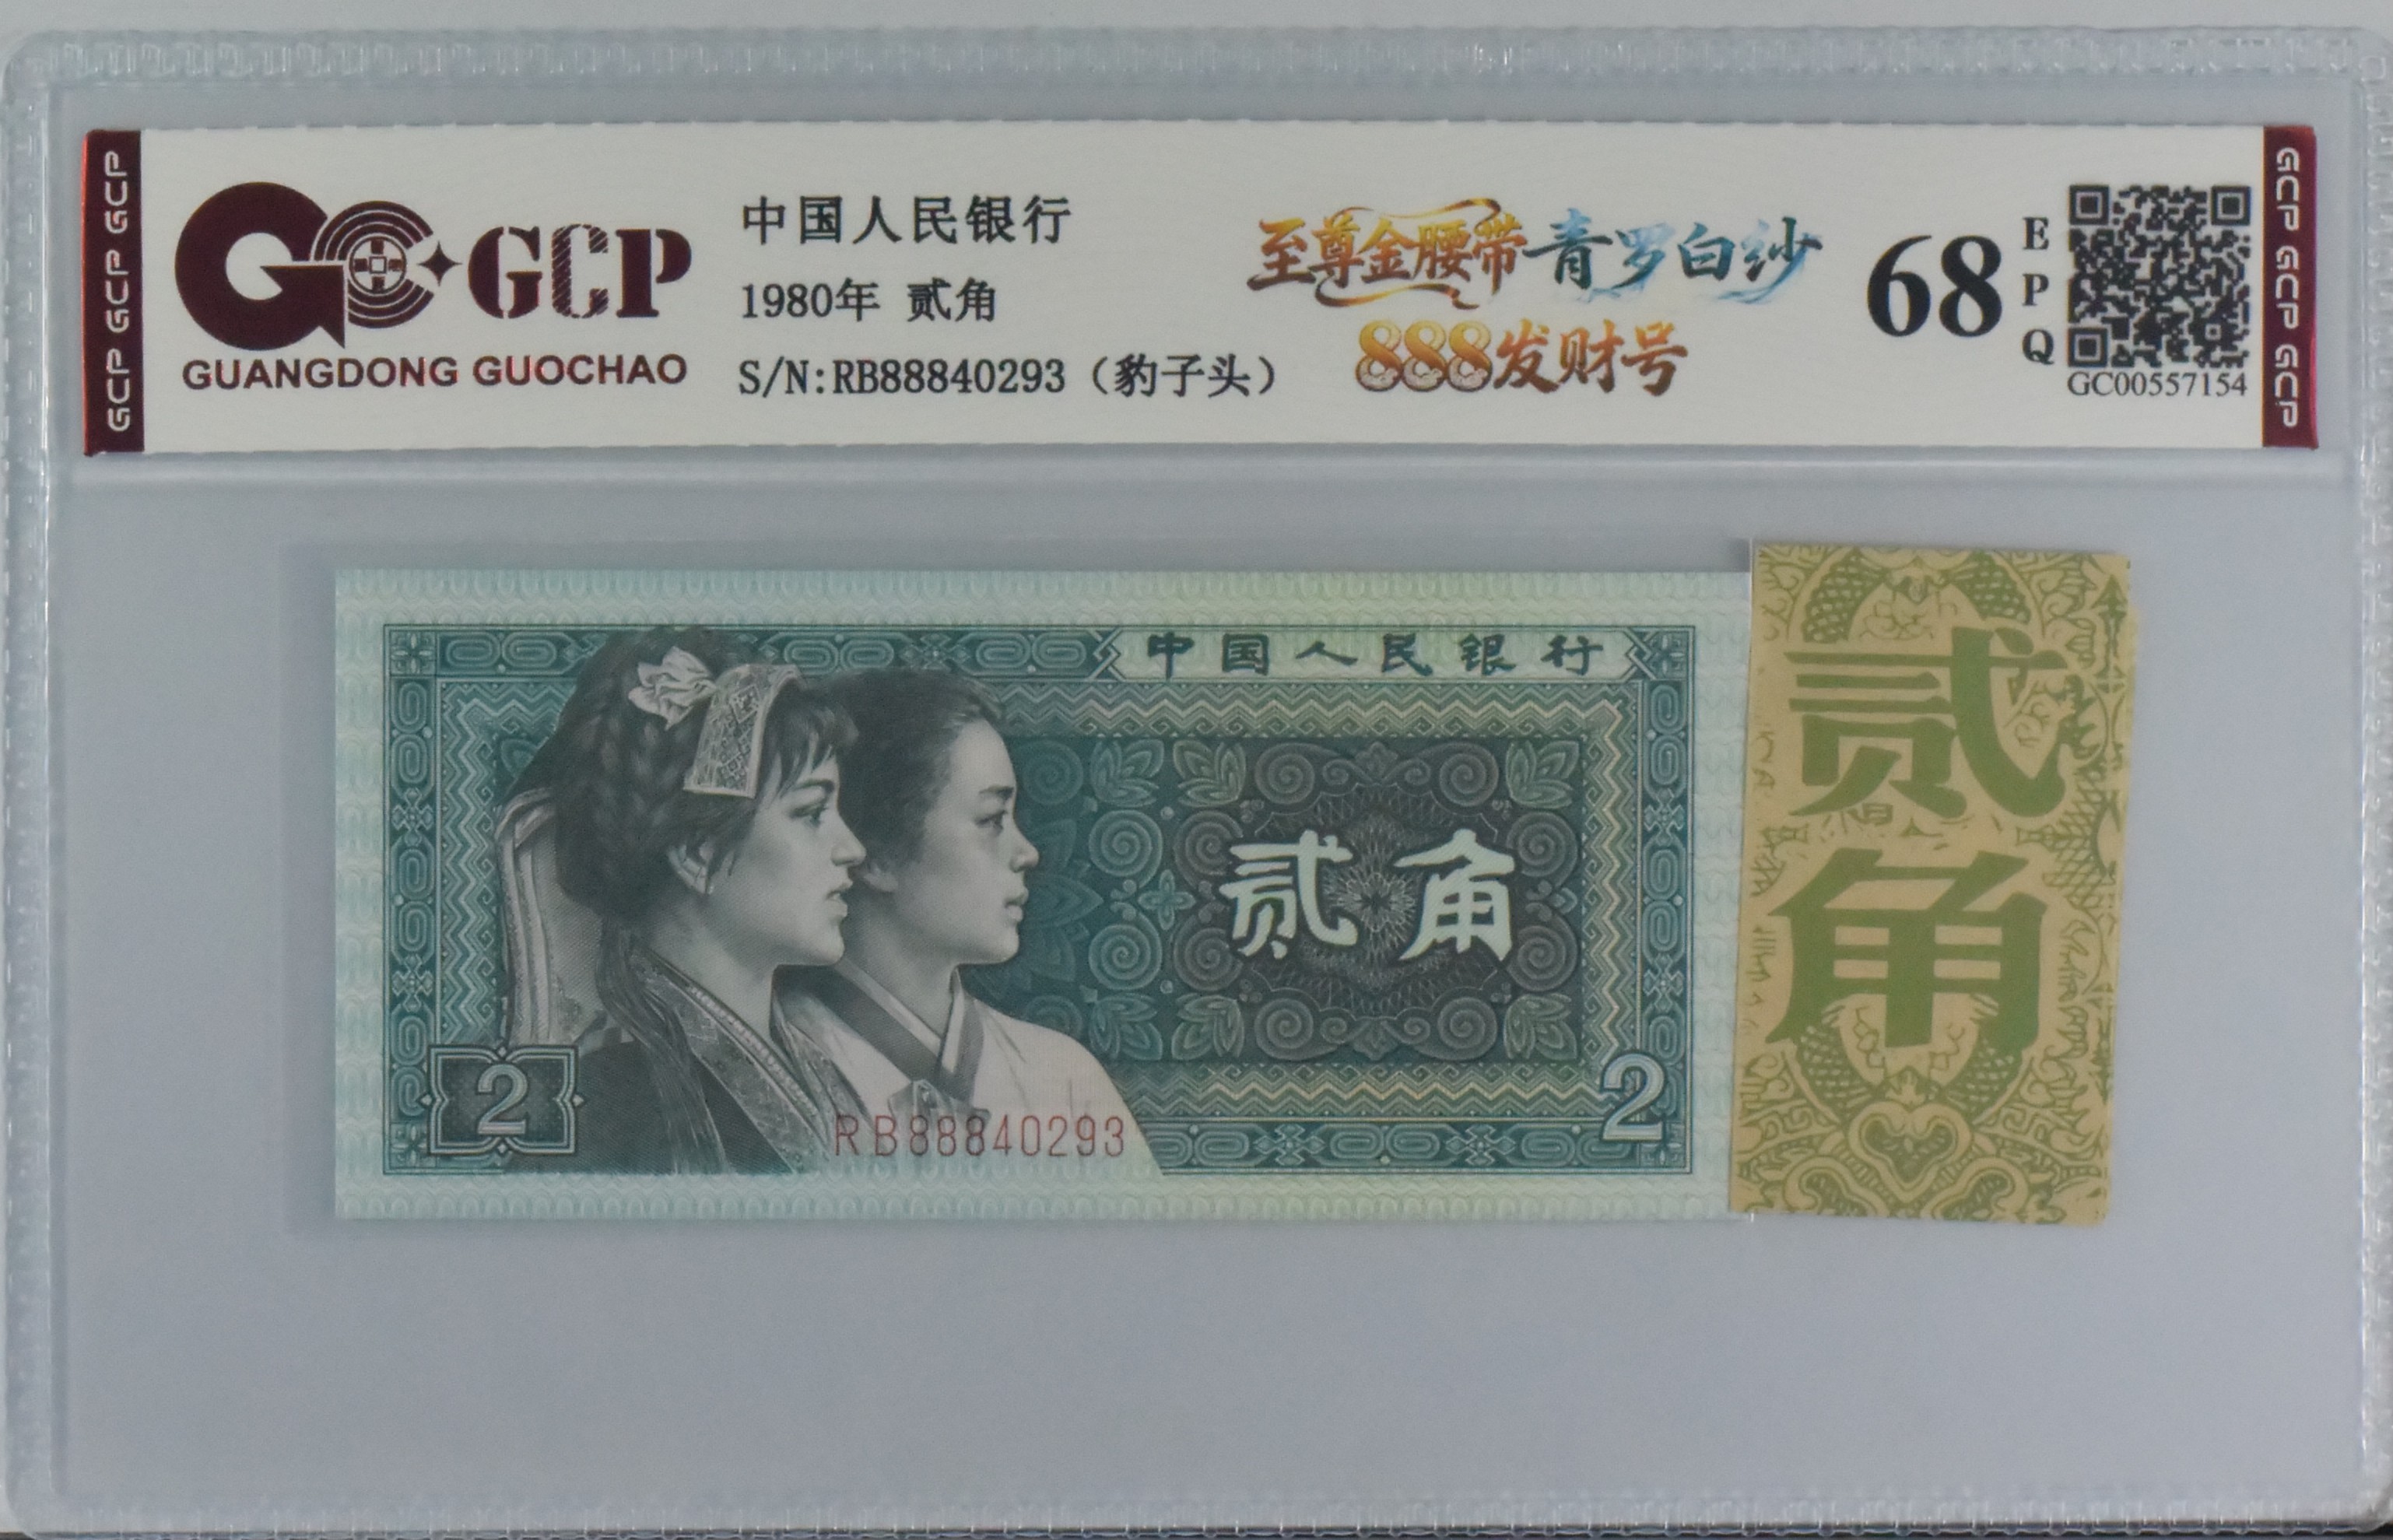 GCP GCP GCP
GCP
GUANGDONG GUOCHAO
中国人民银行
1980年 贰角
S/N:RB88840293（豹子头）
至尊金腰带青罗白纱
888发财号
68
EPQ
GC00557154
GCP GCP GCP
中国人民银行
贰角
2
RB88840293
2
贰角